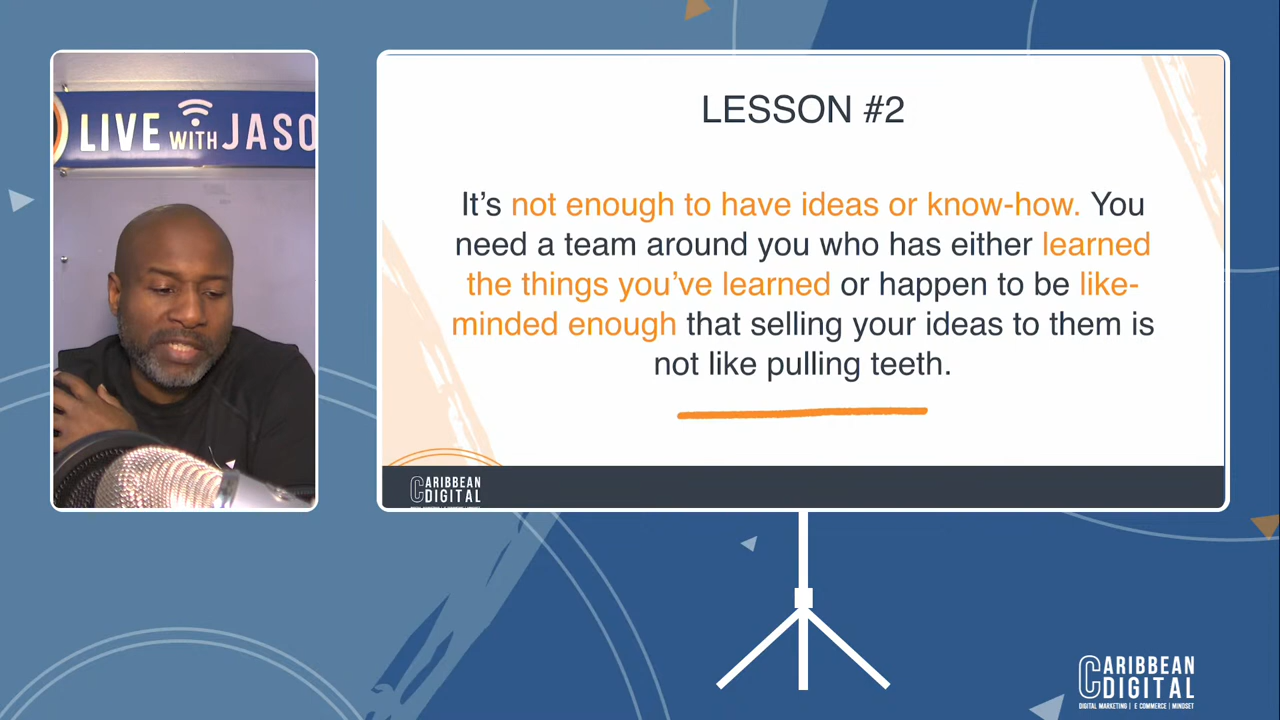 LIVE WITH JASO
LESSON #2
It’s not enough to have ideas or know-how. You
need a team around you who has either learned
the things you’ve learned or happen to be like-
minded enough that selling your ideas to them is
not like pulling teeth.
CARIBBEAN
DIGITAL
CARIBBEAN
DIGITAL
DIGITAL MARKETING | E COMMERCE | MINDSET